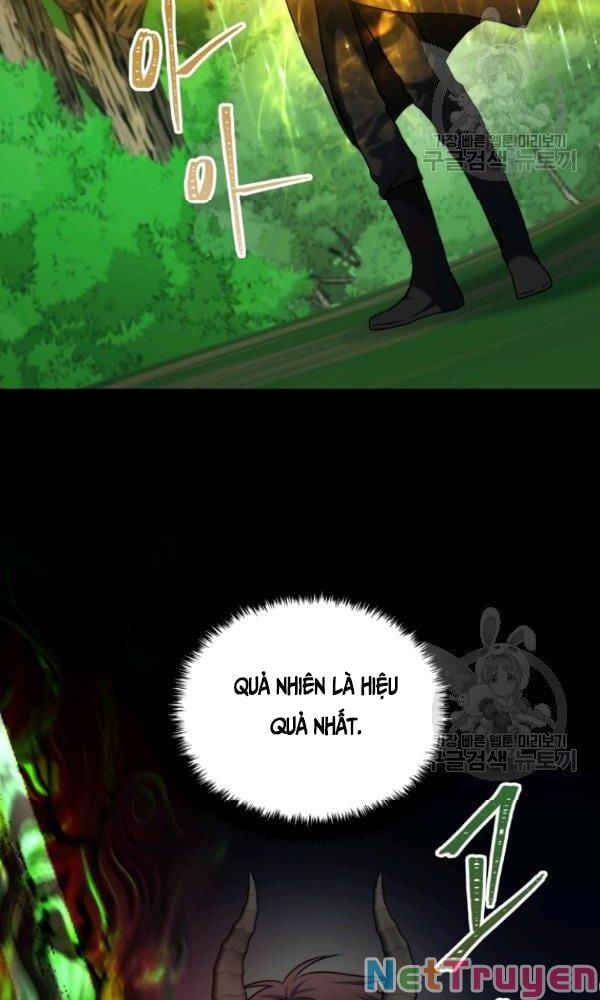 아
아
가장 빠른 웹툰 미리보기
구글검색 뉴토끼
QUẢ NHIÊN LÀ HIỆU
QUẢ NHẤT.
가장 빠른 웹툰 미리보기
구글검색 뉴토끼
NetTruyen